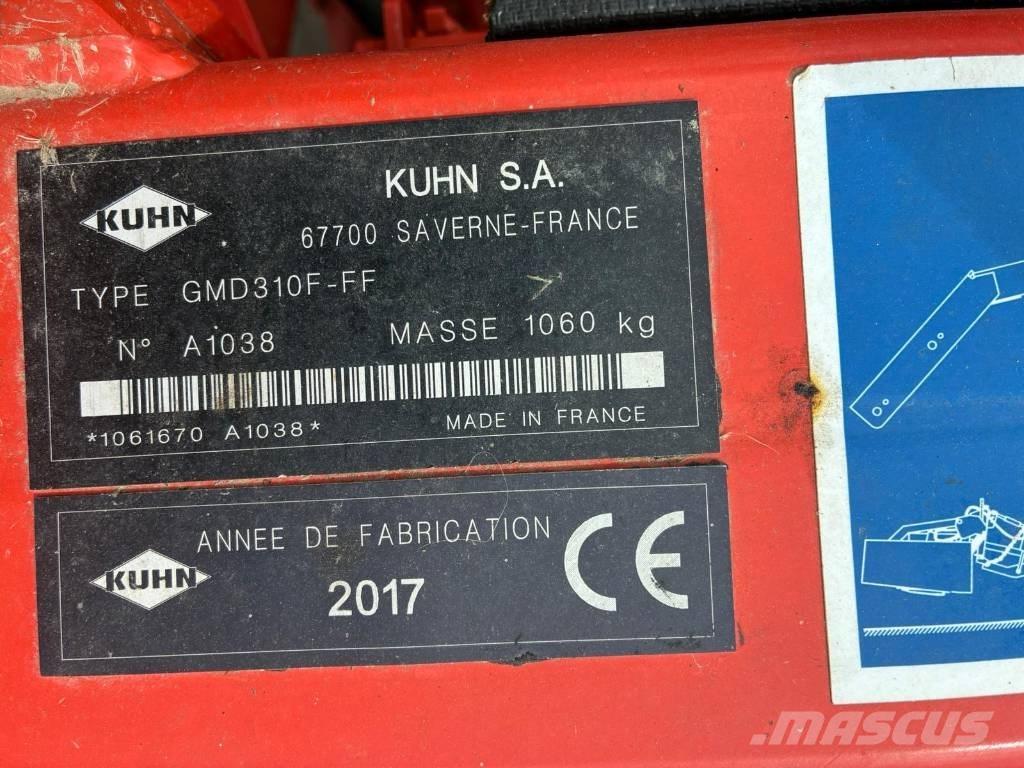 KUHN
KUHN S.A.
67700 SAVERNE-FRANCE
TYPE GMD310F-FF
N° A1038 MASSE 1060 kg
*1061670 A1038* MADE IN FRANCE
KUHN
ANNEE DE FABRICATION
2017
CE
MASCUS